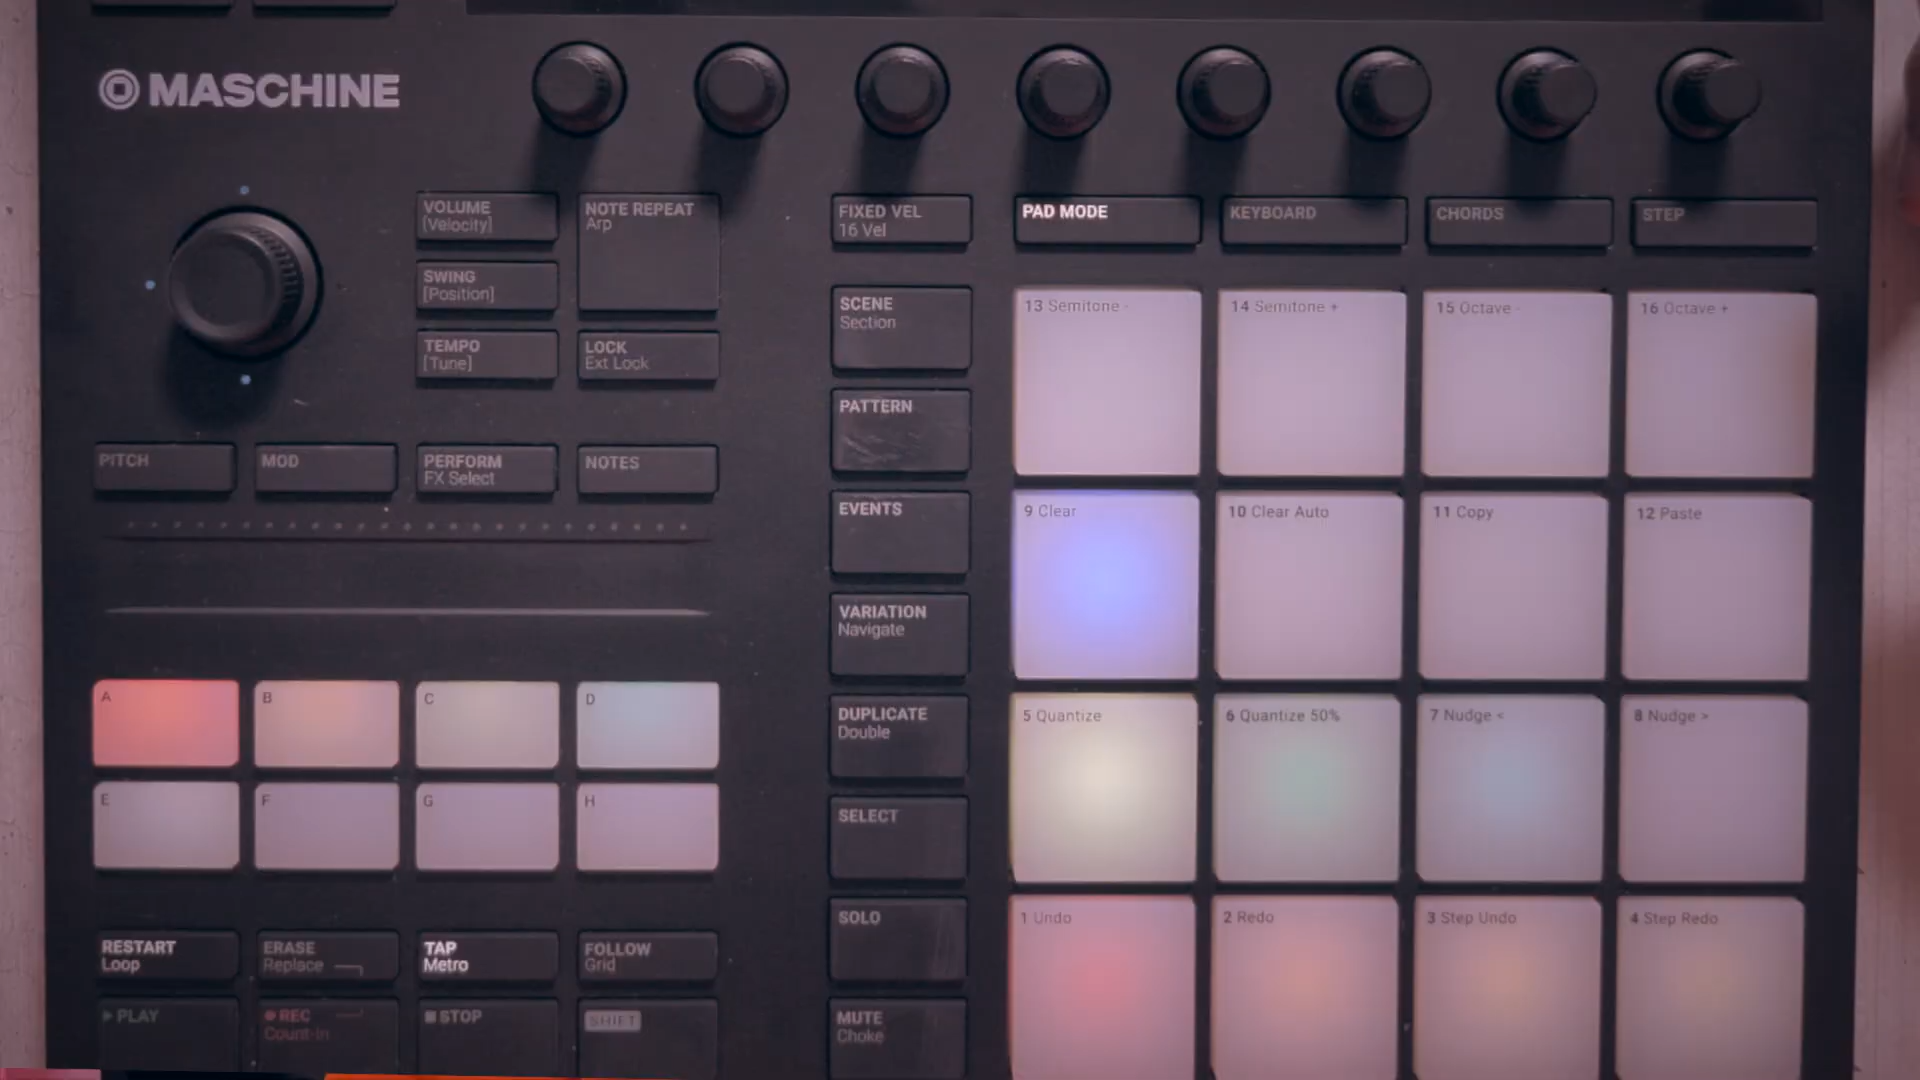 MASCHINE
VOLUME
[Velocity]
NOTE REPEAT
Arp
FIXED VEL
16 Vel
PAD MODE
KEYBOARD
CHORDS
STEP
SWING
[Position]
SCENE
Section
13 Semitone -
14 Semitone +
15 Octave -
16 Octave +
TEMPO
[Tune]
LOCK
Ext Lock
PATTERN
PITCH
MOD
PERFORM
FX Select
NOTES
EVENTS
9 Clear
10 Clear Auto
11 Copy
12 Paste
VARIATION
Navigate
A
B
C
D
DUPLICATE
Double
5 Quantize
6 Quantize 50%
7 Nudge <
8 Nudge >
E
F
G
H
SELECT
SOLO
1 Undo
2 Redo
3 Step Undo
4 Step Redo
RESTART
Loop
ERASE
Replace
TAP
Metro
FOLLOW
Grid
PLAY
REC
Count-In
STOP
SHIFT
MUTE
Choke